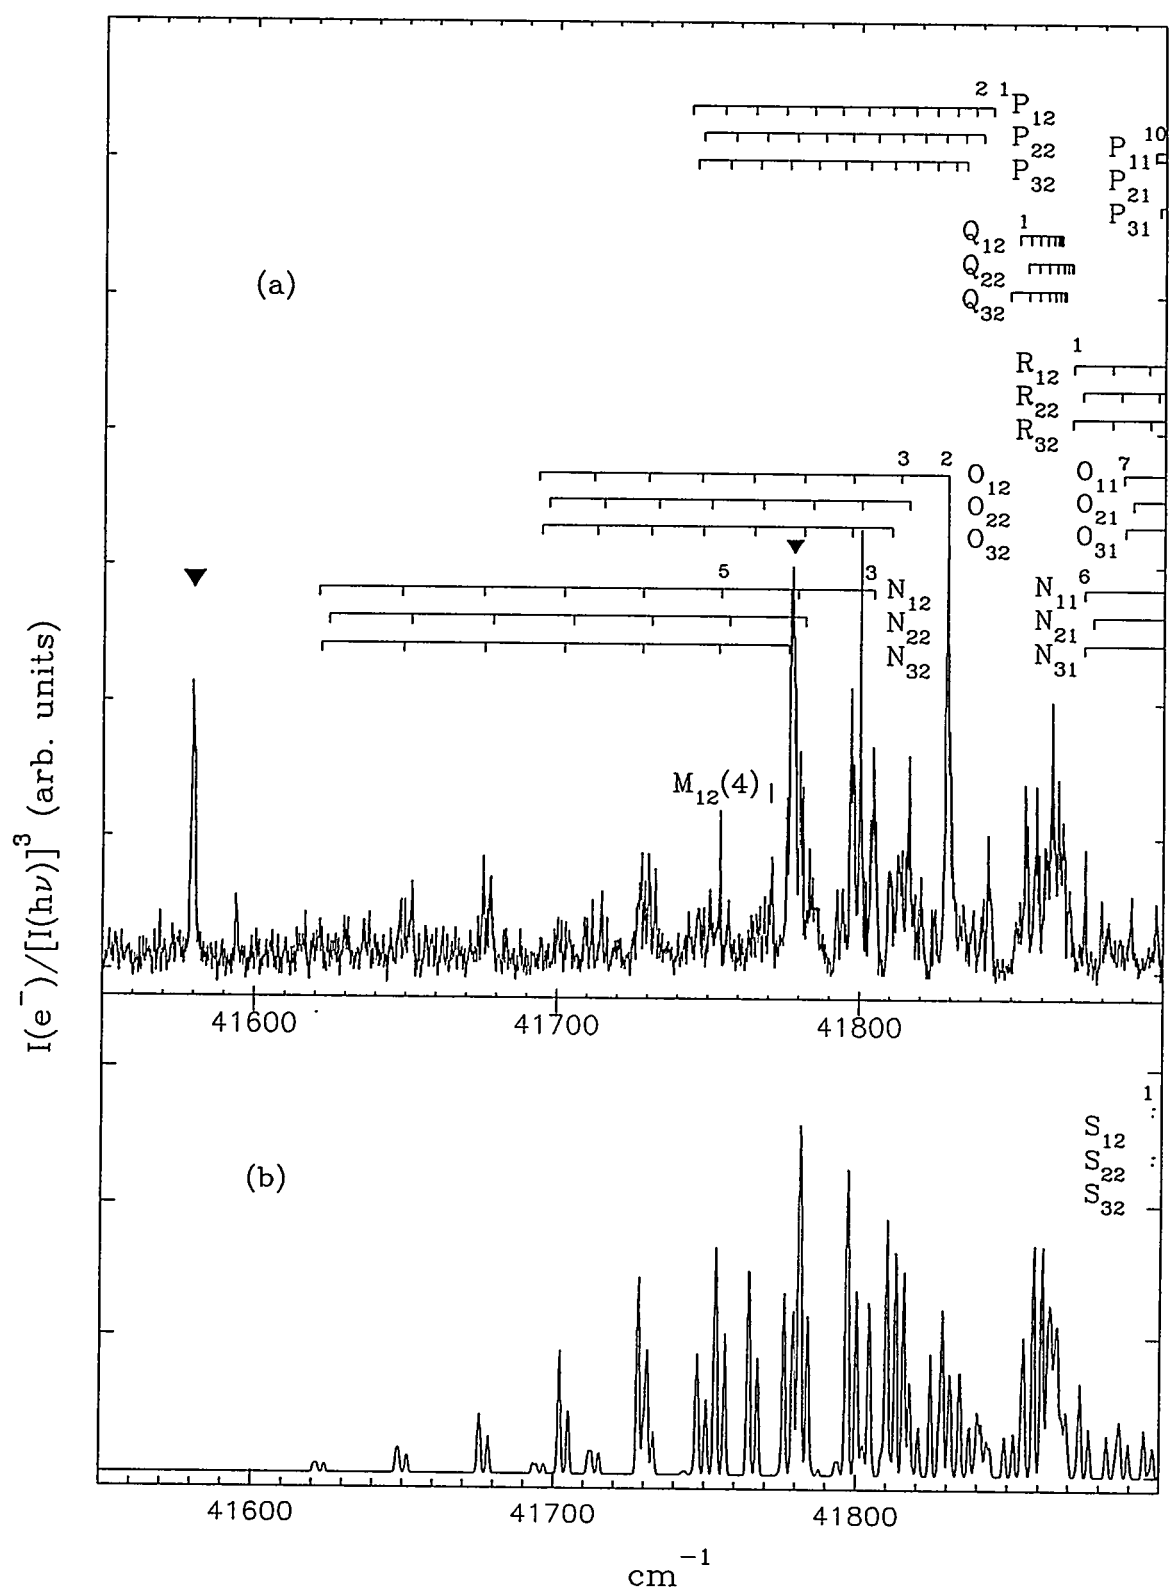 2 1
P12
P22
P32
10
P11
P21
P31
1
Q12
Q22
Q32
(a)
1
R12
R22
R32
3 2
O12
O22
O32
7
O11
O21
O31
5 3
N12
N22
N32
6
N11
N21
N31
M12(4)
I(e⁻)/[I(hν)]³ (arb. units)
41600 41700 41800
1
S12
S22
S32
(b)
41600 41700 41800
cm⁻¹